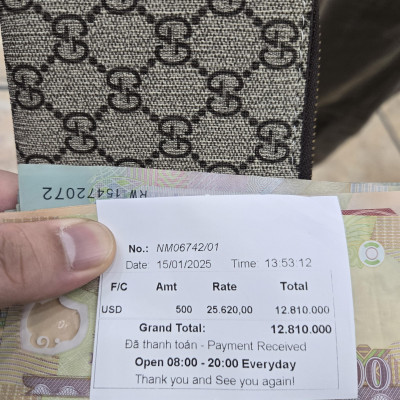 RW 15472072
No.: NM06742/01
Date: 15/01/2025 Time: 13:53:12
F/C Amt Rate Total
USD 500 25.620,00 12.810.000
Grand Total: 12.810.000
Đã thanh toán - Payment Received
Open 08:00 - 20:00 Everyday
Thank you and See you again!